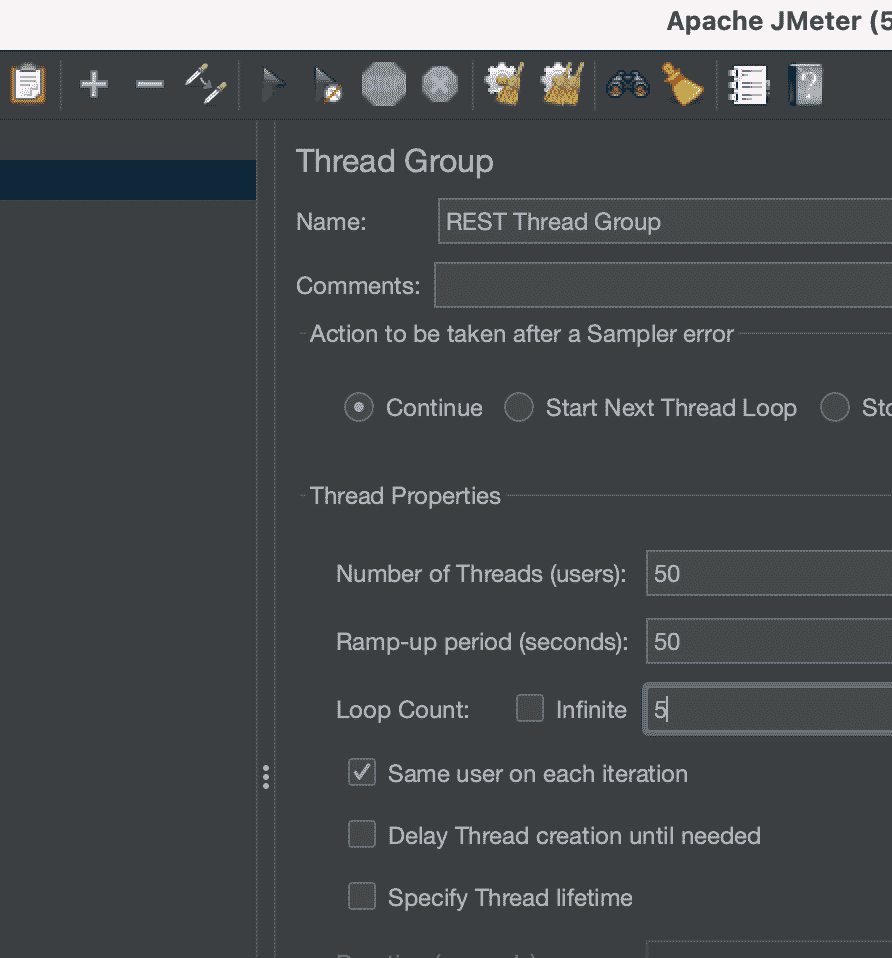 Apache JMeter (5
Thread Group
Name: REST Thread Group
Comments:
Action to be taken after a Sampler error
Continue Start Next Thread Loop Sto
Thread Properties
Number of Threads (users): 50
Ramp-up period (seconds): 50
Loop Count: Infinite 5
Same user on each iteration
Delay Thread creation until needed
Specify Thread lifetime